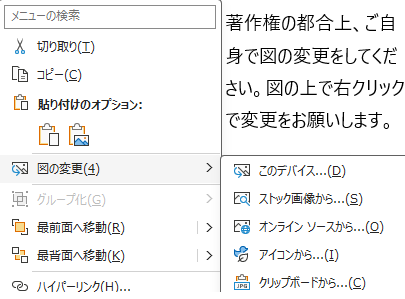 メニューの検索
切り取り(T)
コピー(C)
貼り付けのオプション:
図の変更(4)
グループ化(G)
最前面へ移動(R)
最背面へ移動(K)
ハイパーリンク(H)...
著作権の都合上、ご自
身で図の変更をしてくだ
さい。図の上で右クリック
で変更をお願いします。
このデバイス...(D)
ストック画像から...(S)
オンライン ソースから...(O)
アイコンから...(I)
JPG
クリップボードから...(C)